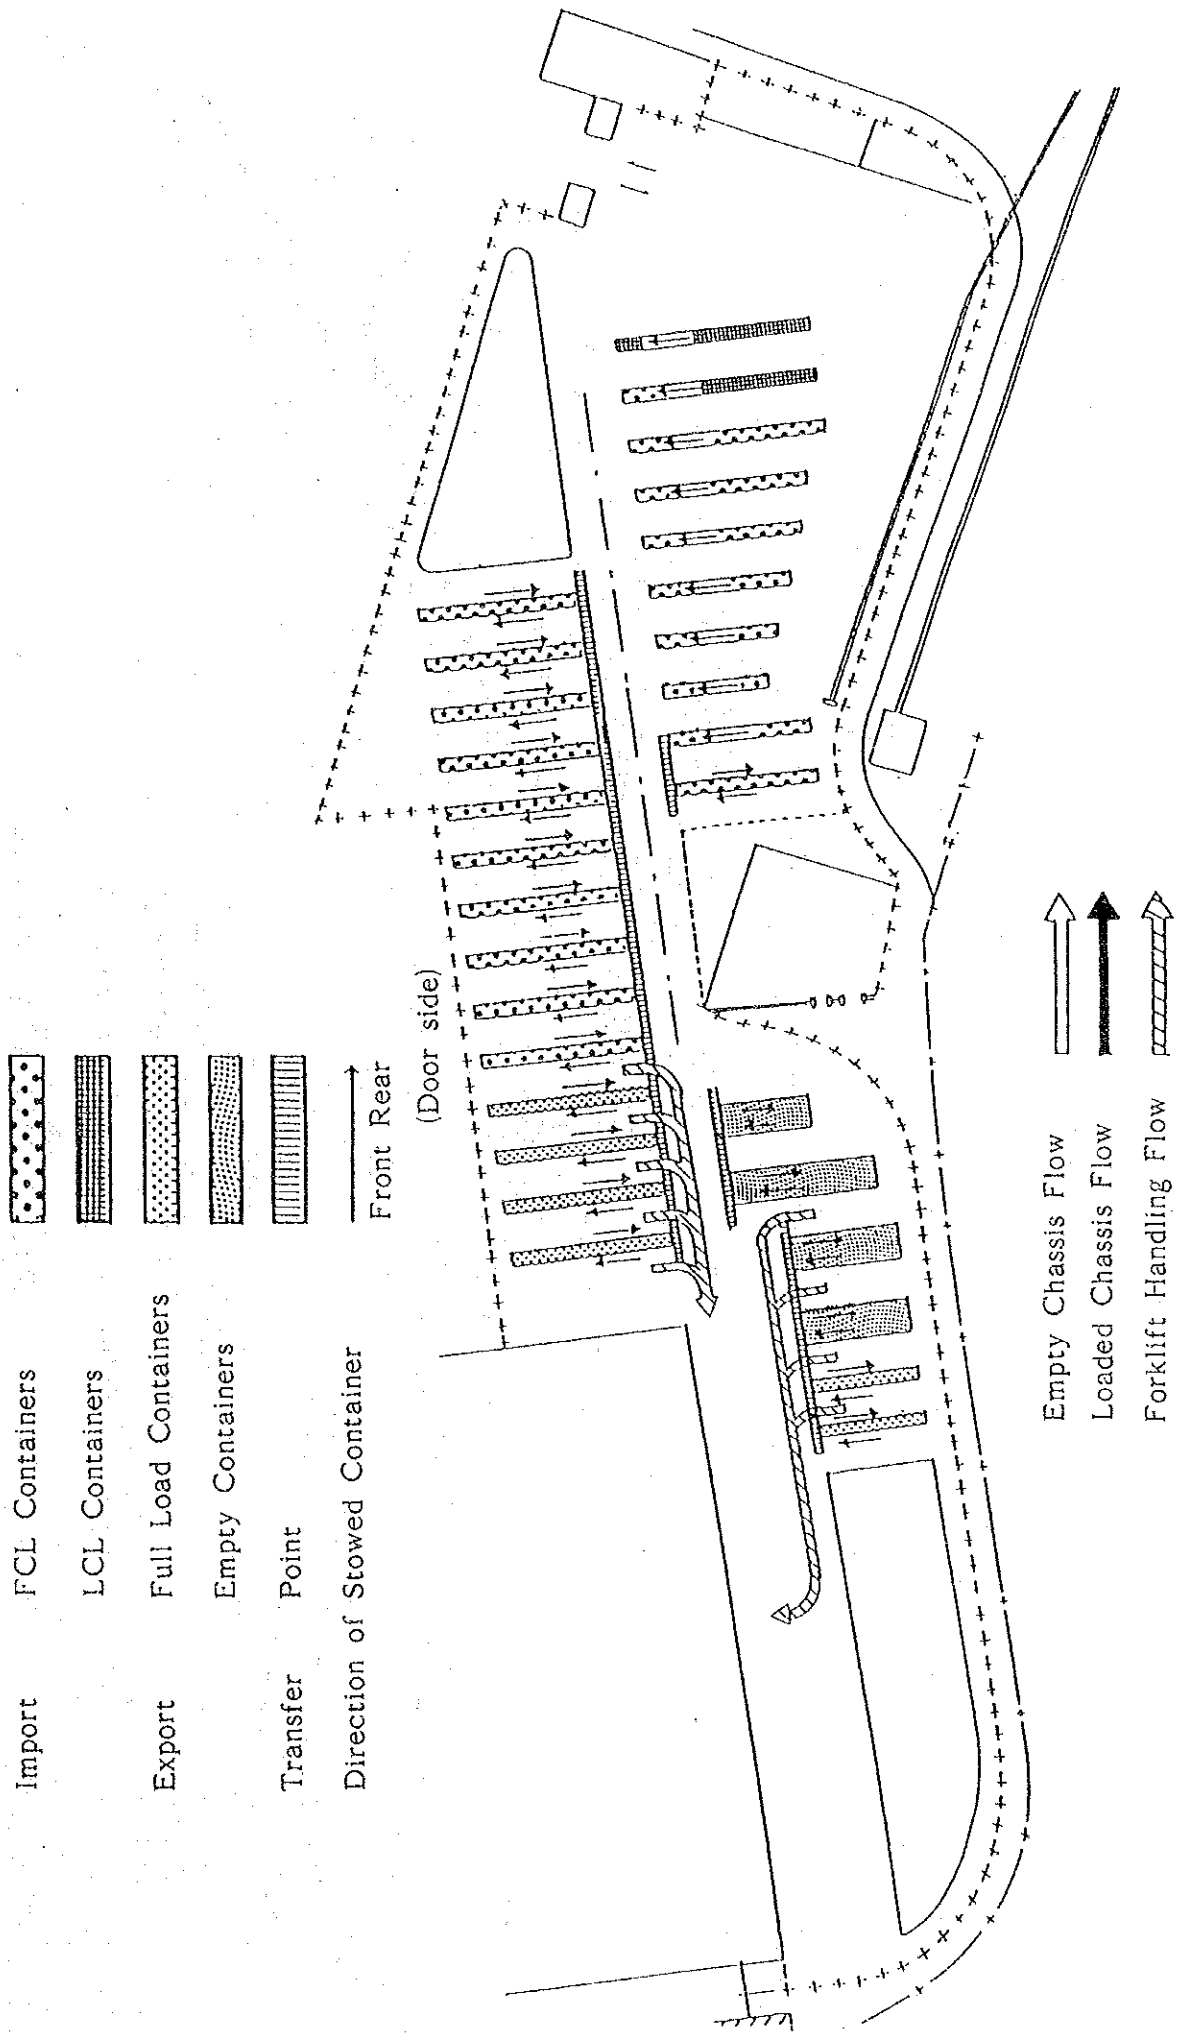 Import FCL Containers
LCL Containers
Export Full Load Containers
Empty Containers
Transfer Point
Direction of Stowed Container
Front Rear
(Door side)
Empty Chassis Flow
Loaded Chassis Flow
Forklift Handling Flow